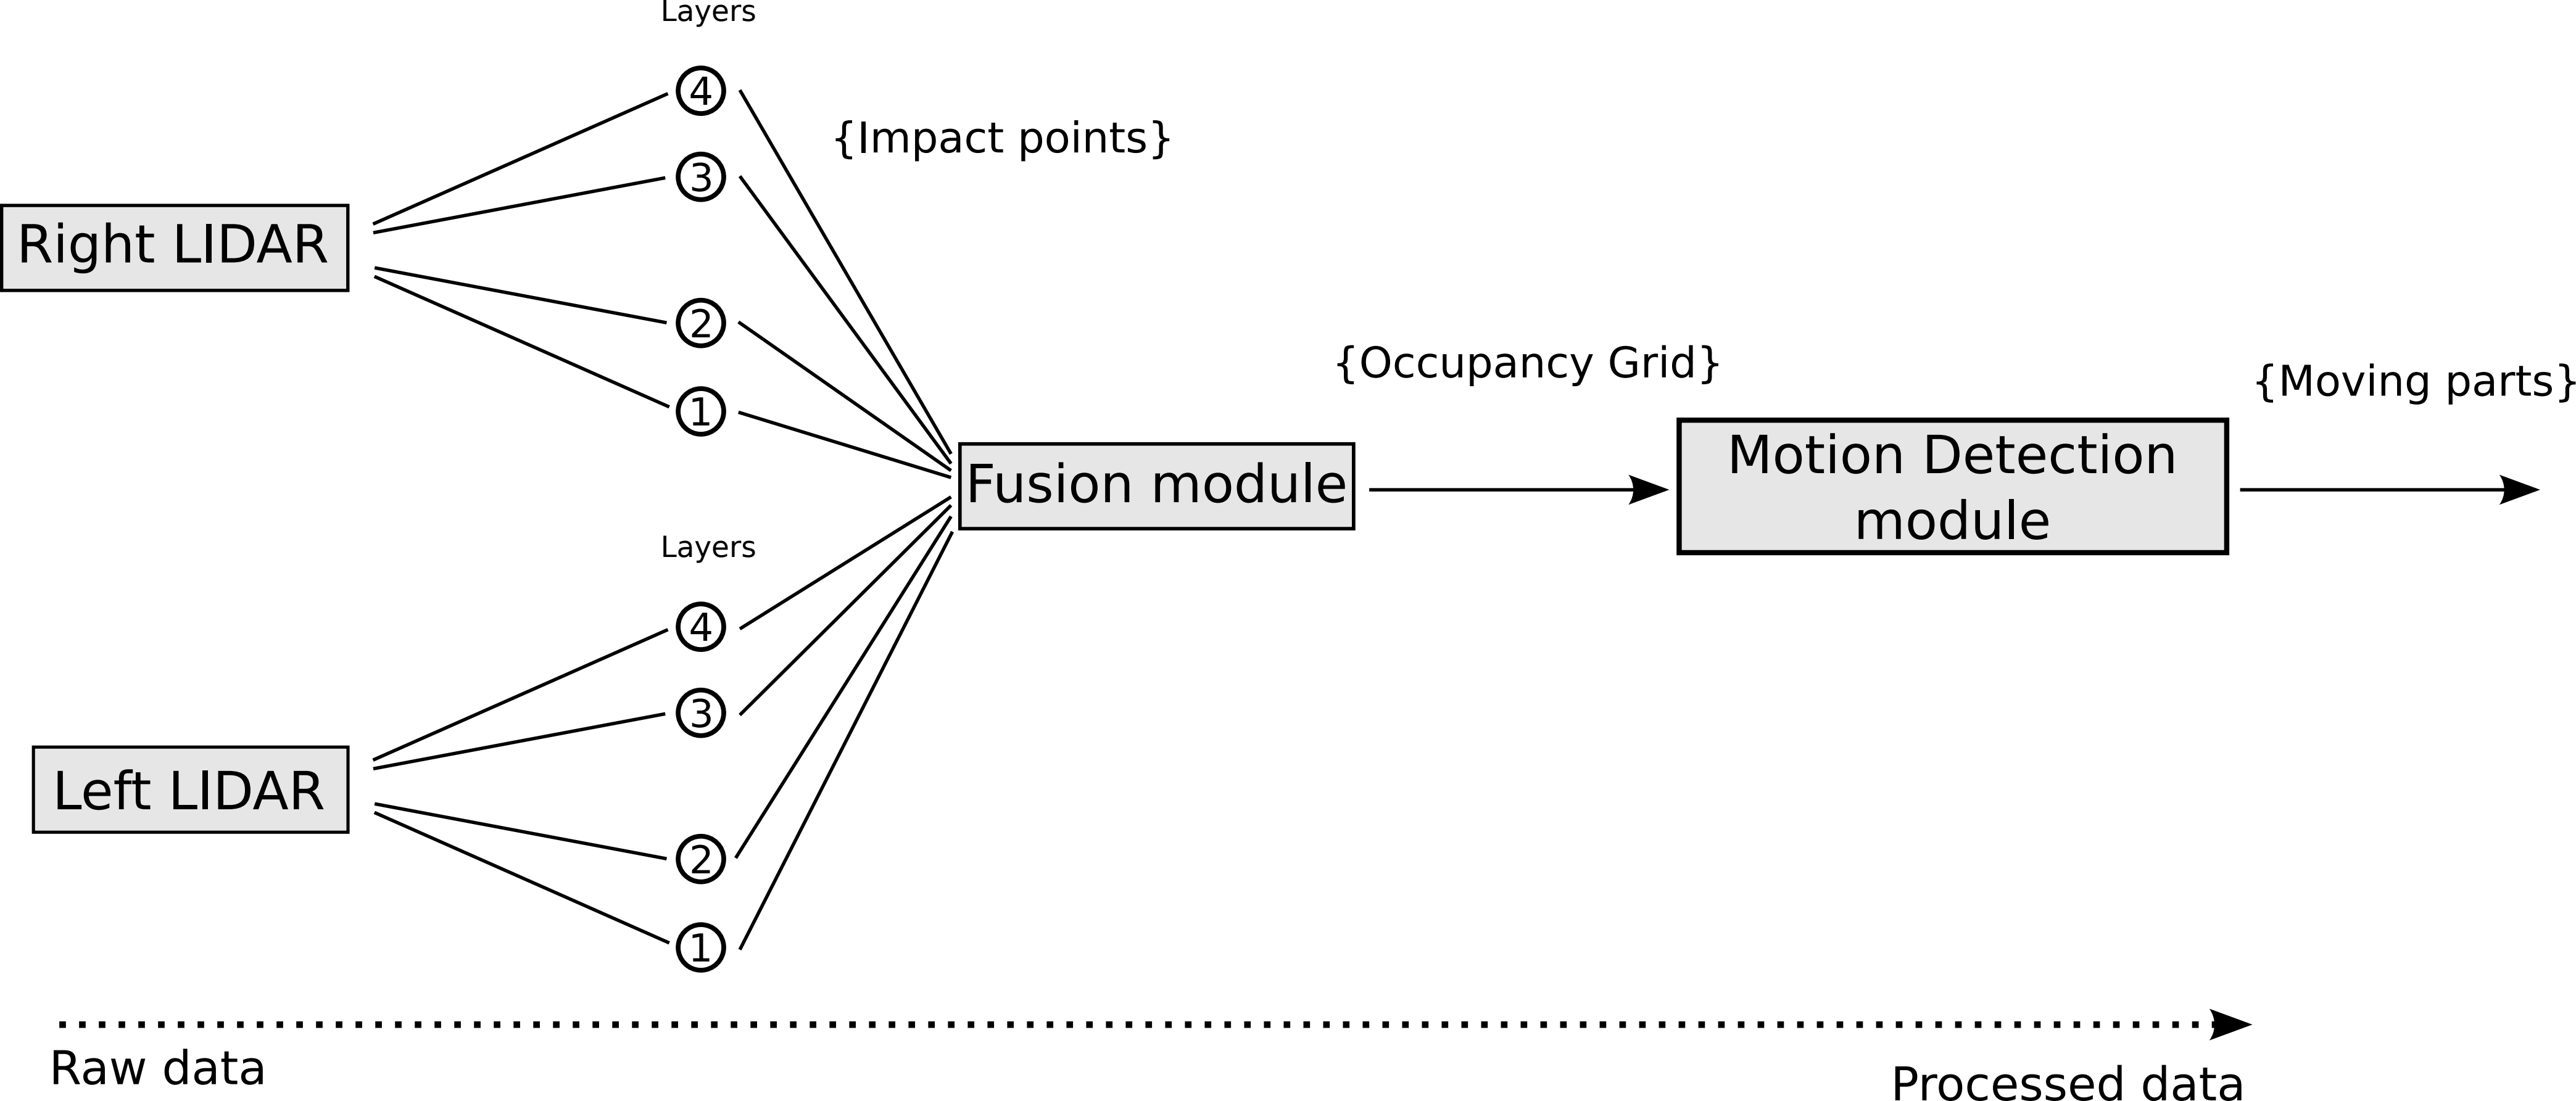 Layers
4
{Impact points}
3
Right LIDAR
2
1
{Occupancy Grid}
{Moving parts}
Fusion module
Motion Detection
module
Layers
4
3
Left LIDAR
2
1
Raw data
Processed data